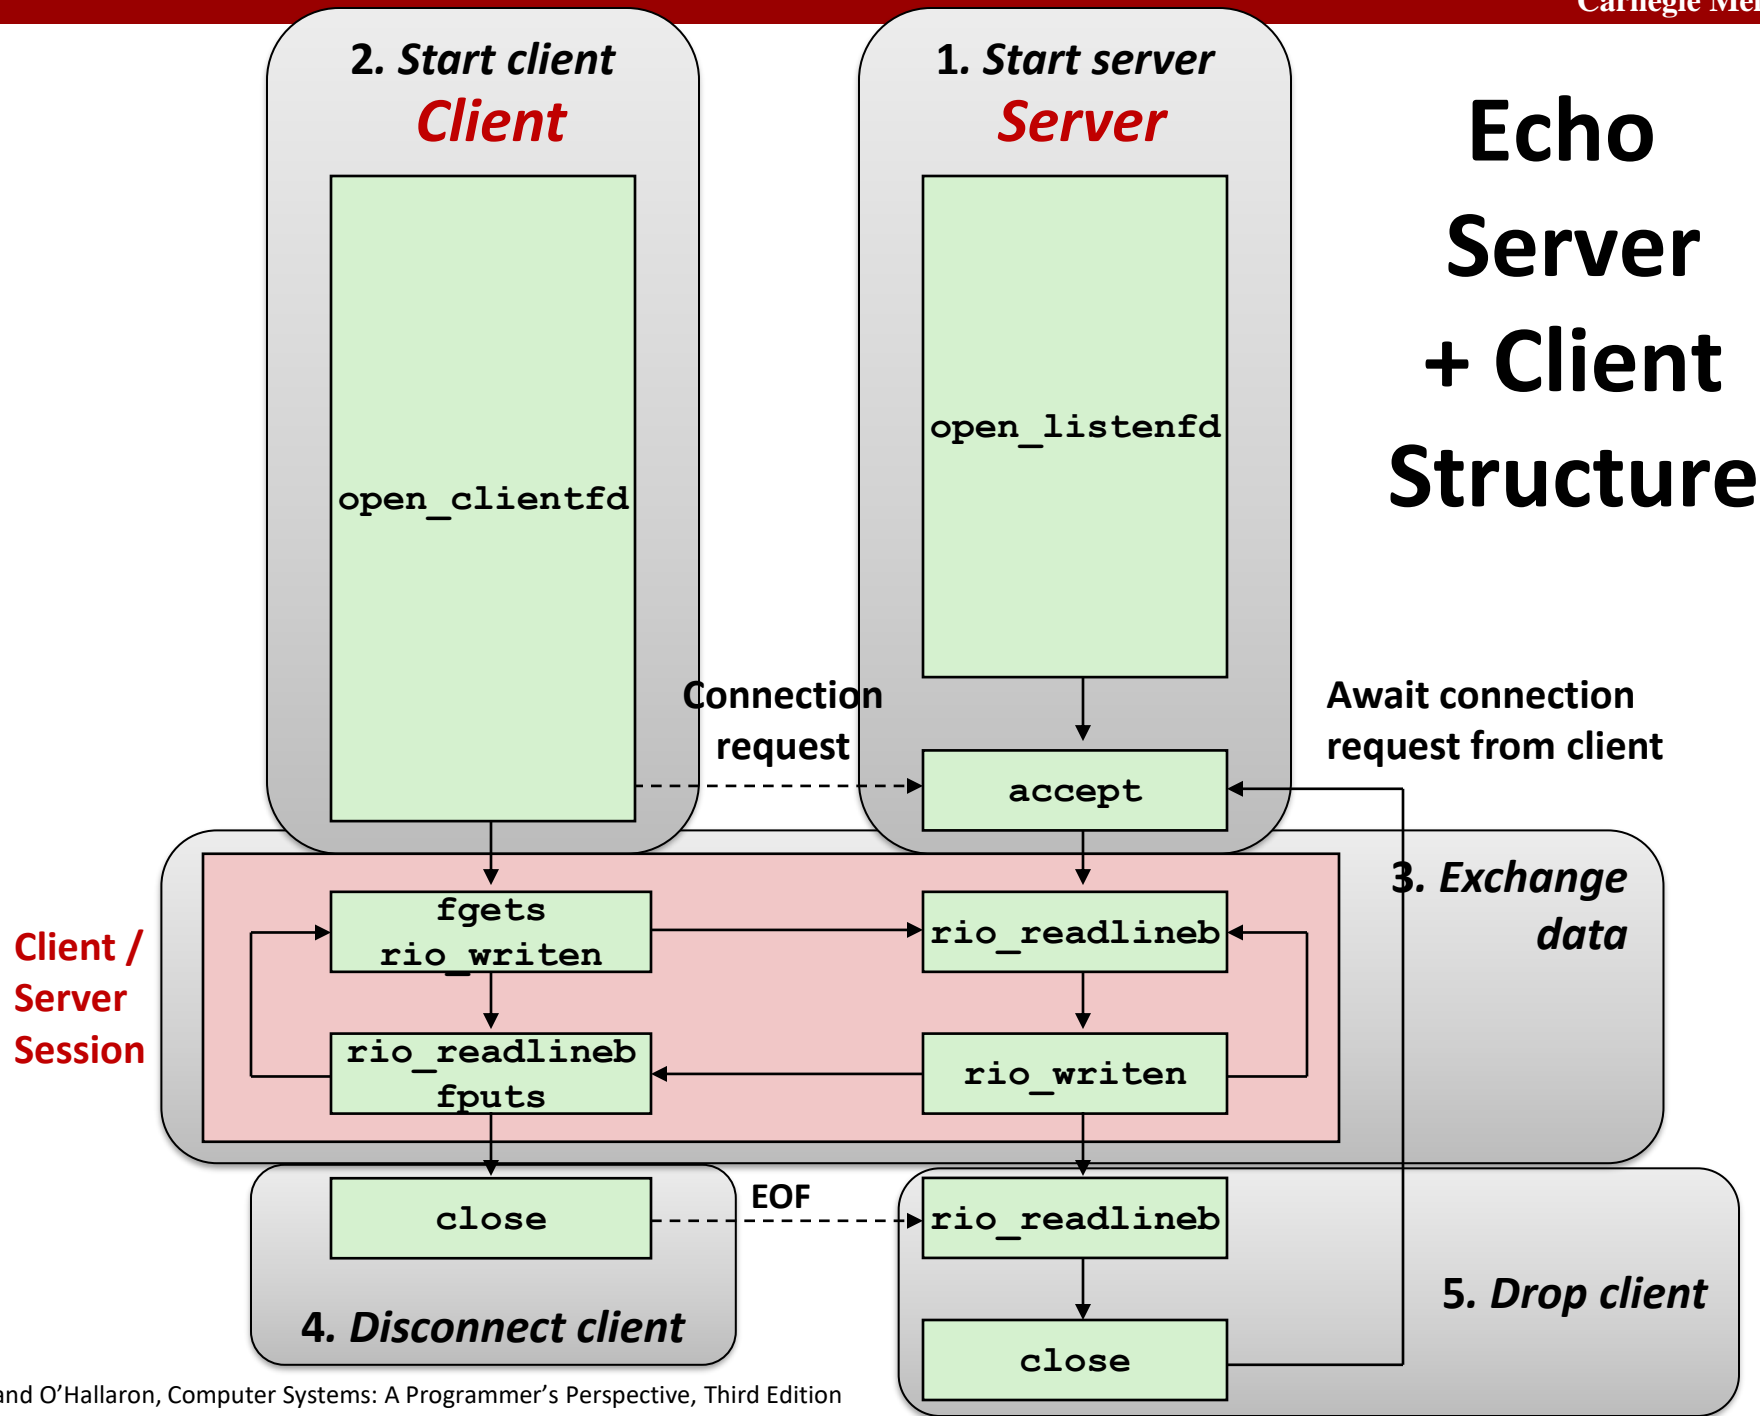 Carnegie
2. Start client
Client
1. Start server
Server
Echo
Server
+ Client
Structure
open_clientfd
open_listenfd
Connection
request
Await connection
request from client
accept
3. Exchange
data
Client /
Server
Session
fgets
rio_writen
rio_readlineb
rio_readlineb
fputs
rio_writen
close
EOF
rio_readlineb
4. Disconnect client
5. Drop client
close
and O'Hallaron, Computer Systems: A Programmer's Perspective, Third Edition